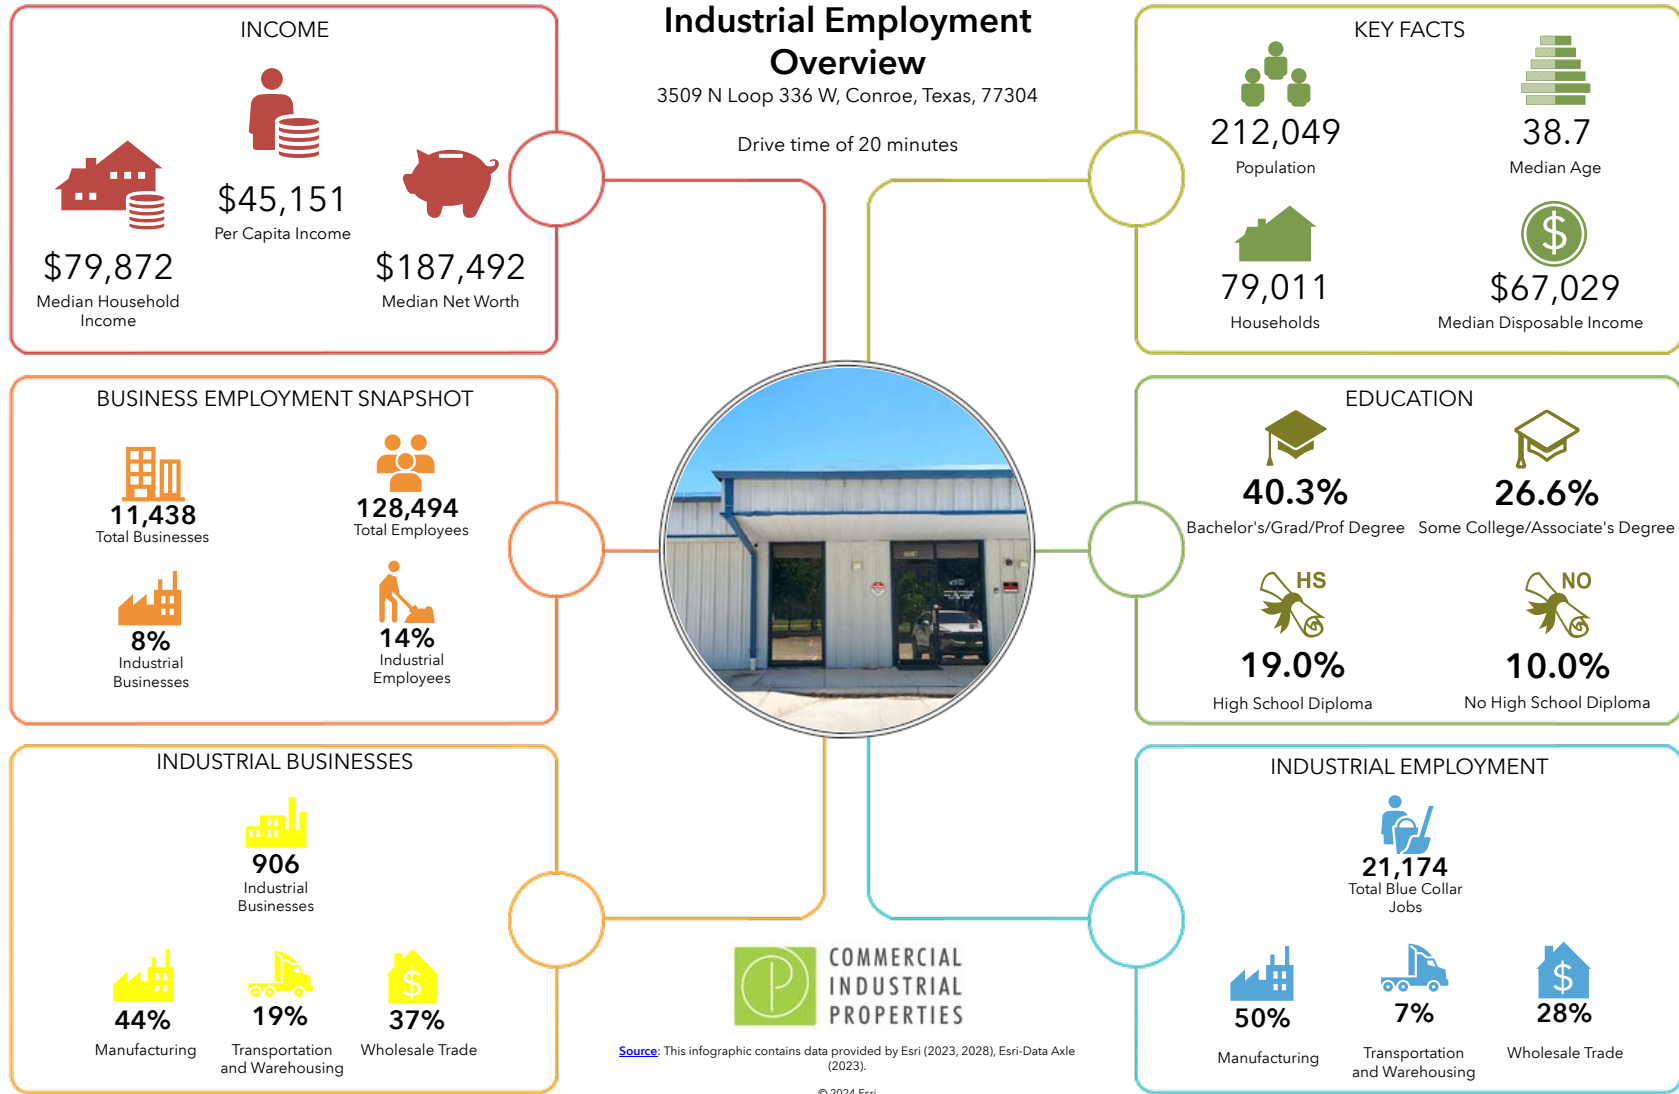 Industrial Employment
Overview
3509 N Loop 336 W, Conroe, Texas, 77304
Drive time of 20 minutes
INCOME
$45,151
Per Capita Income
$79,872
Median Household
Income
$187,492
Median Net Worth
KEY FACTS
212,049
Population
38.7
Median Age
79,011
Households
$67,029
Median Disposable Income
BUSINESS EMPLOYMENT SNAPSHOT
11,438
Total Businesses
128,494
Total Employees
8%
Industrial
Businesses
14%
Industrial
Employees
EDUCATION
40.3%
Bachelor's/Grad/Prof Degree
26.6%
Some College/Associate's Degree
HS
19.0%
High School Diploma
NO
10.0%
No High School Diploma
INDUSTRIAL BUSINESSES
906
Industrial
Businesses
44%
Manufacturing
19%
Transportation
and Warehousing
$
37%
Wholesale Trade
INDUSTRIAL EMPLOYMENT
21,174
Total Blue Collar
Jobs
50%
Manufacturing
7%
Transportation
and Warehousing
$
28%
Wholesale Trade
COMMERCIAL
INDUSTRIAL
PROPERTIES
Source: This infographic contains data provided by Esri (2023, 2028), Esri-Data Axle
(2023).
© 2024 Esri